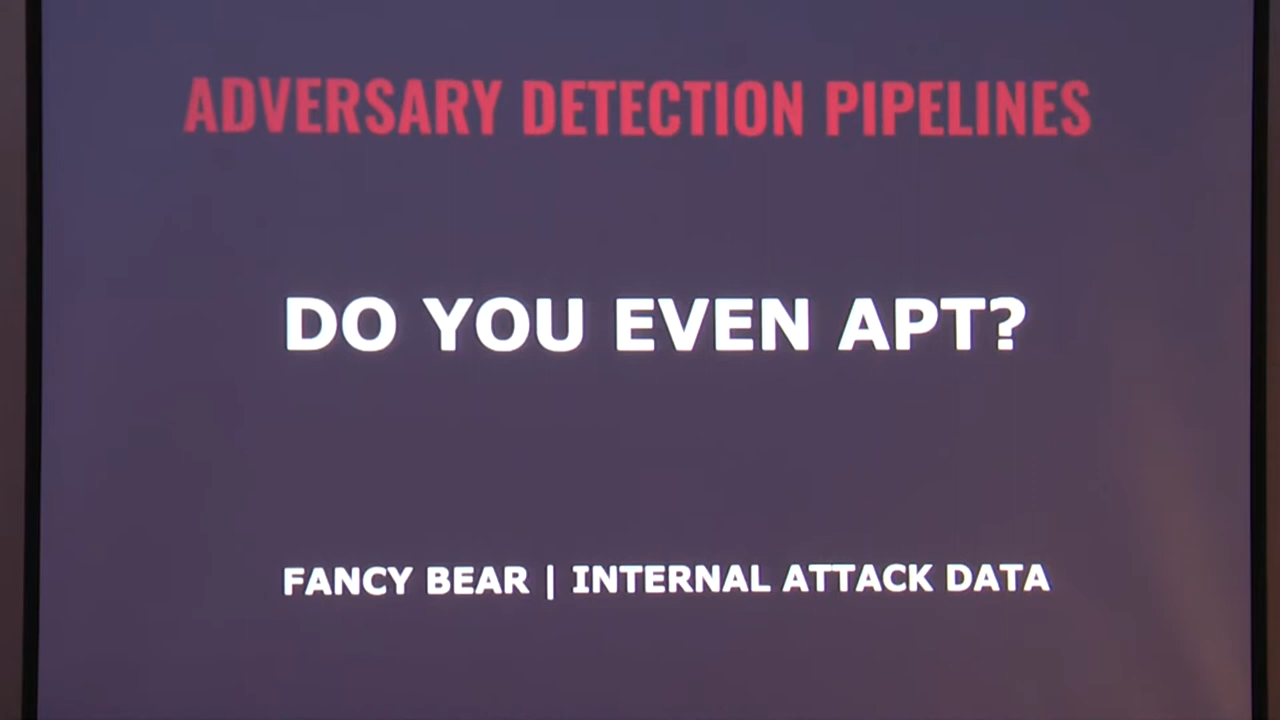 ADVERSARY DETECTION PIPELINES
DO YOU EVEN APT?
FANCY BEAR | INTERNAL ATTACK DATA